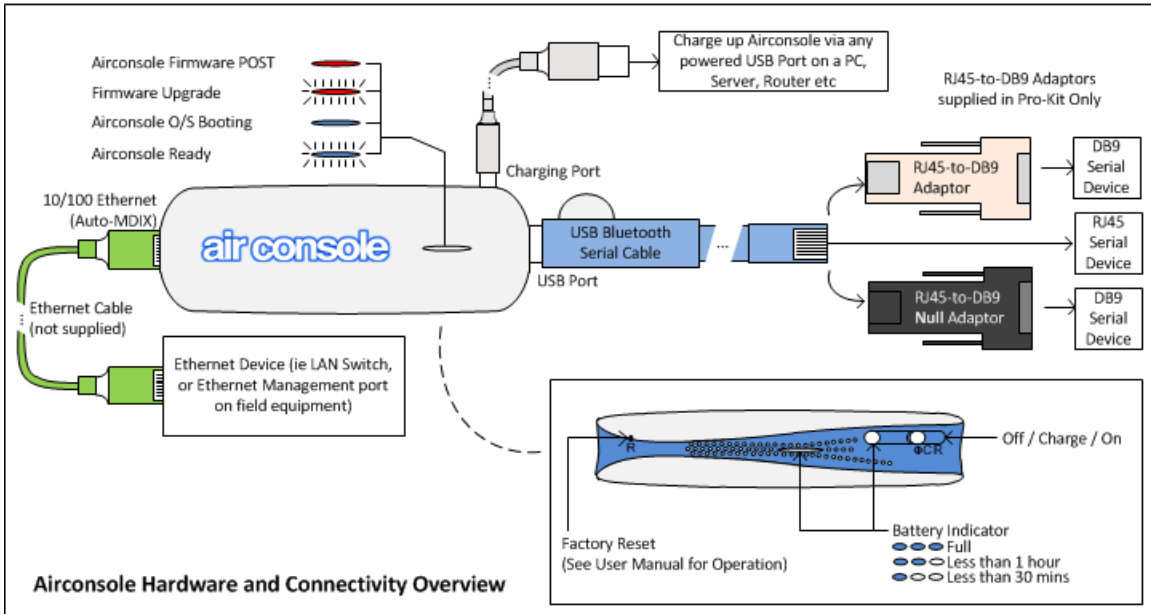 Airconsole Firmware POST
Firmware Upgrade
Airconsole O/S Booting
Airconsole Ready
Charge up Airconsole via any
powered USB Port on a PC,
Server, Router etc
RJ45-to-DB9 Adaptors
supplied in Pro-Kit Only
Charging Port
10/100 Ethernet
(Auto-MDIX)
air console
USB Bluetooth
Serial Cable
...
USB Port
RJ45-to-DB9
Adaptor
DB9
Serial
Device
RJ45
Serial
Device
RJ45-to-DB9
Null Adaptor
DB9
Serial
Device
Ethernet Cable
(not supplied)
Ethernet Device (ie LAN Switch,
or Ethernet Management port
on field equipment)
R
ΦCR
Off / Charge / On
Factory Reset
(See User Manual for Operation)
Battery Indicator
Full
Less than 1 hour
Less than 30 mins
Airconsole Hardware and Connectivity Overview